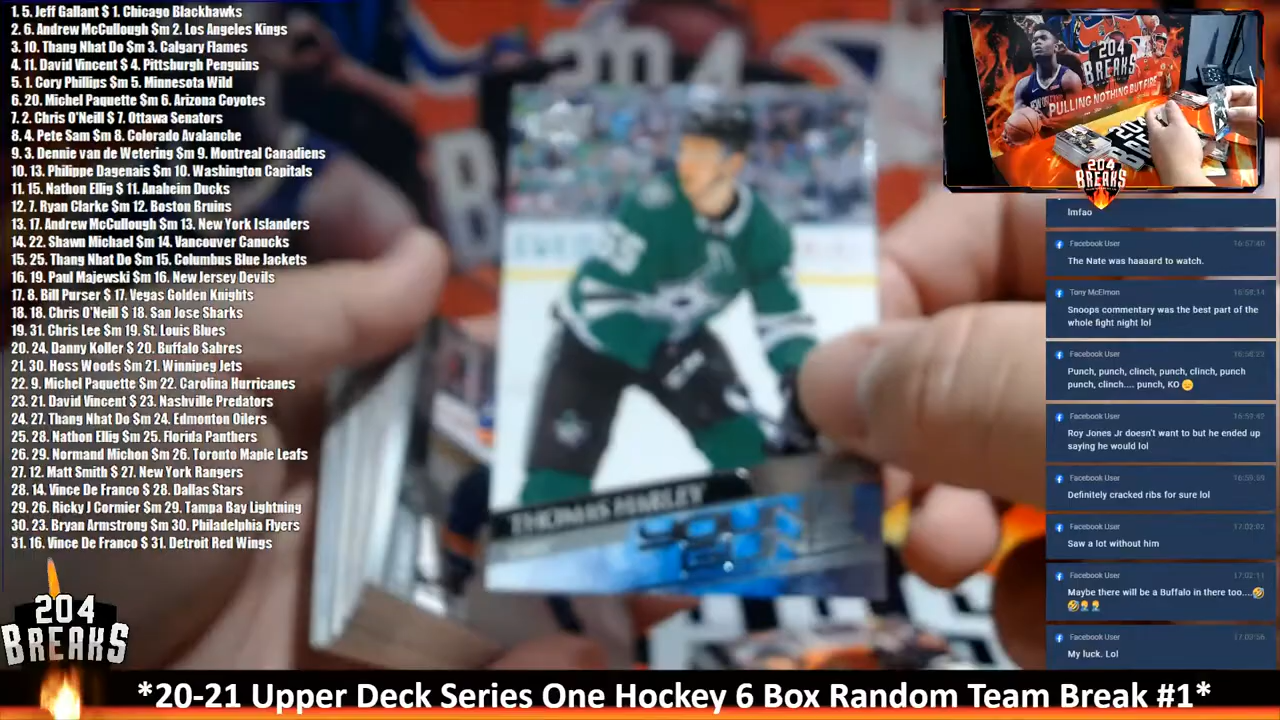 1. 5. Jeff Gallant $ 1. Chicago Blackhawks
2. 6. Andrew McCullough $m 2. Los Angeles Kings
3. 10. Thang Nhat Do $m 3. Calgary Flames
4. 11. David Vincent $ 4. Pittsburgh Penguins
5. 1. Cory Phillips $m 5. Minnesota Wild
6. 20. Michel Paquette $m 6. Arizona Coyotes
7. 2. Chris O'Neill $ 7. Ottawa Senators
8. 4. Pete Sam $m 8. Colorado Avalanche
9. 3. Dennie van de Wetering $m 9. Montreal Canadiens
10. 13. Philippe Dagenais $m 10. Washington Capitals
11. 15. Nathon Ellig $ 11. Anaheim Ducks
12. 7. Ryan Clarke $m 12. Boston Bruins
13. 17. Andrew McCullough $m 13. New York Islanders
14. 22. Shawn Michael $m 14. Vancouver Canucks
15. 25. Thang Nhat Do $m 15. Columbus Blue Jackets
16. 19. Paul Majewski $m 16. New Jersey Devils
17. 8. Bill Purser $ 17. Vegas Golden Knights
18. 18. Chris O'Neill $ 18. San Jose Sharks
19. 31. Chris Lee $m 19. St. Louis Blues
20. 24. Danny Koller $ 20. Buffalo Sabres
21. 30. Hoss Woods $m 21. Winnipeg Jets
22. 9. Michel Paquette $m 22. Carolina Hurricanes
23. 21. David Vincent $ 23. Nashville Predators
24. 27. Thang Nhat Do $m 24. Edmonton Oilers
25. 28. Nathon Ellig $m 25. Florida Panthers
26. 29. Normand Michon $m 26. Toronto Maple Leafs
27. 12. Matt Smith $ 27. New York Rangers
28. 14. Vince De Franco $ 28. Dallas Stars
29. 26. Ricky J Cormier $m 29. Tampa Bay Lightning
30. 23. Bryan Armstrong $m 30. Philadelphia Flyers
31. 16. Vince De Franco $ 31. Detroit Red Wings
204
BREAKS
204
55
THOMAS HARLEY
YOUNG
GUNS
204
BREAKS
PULLING NOTHING BUT FIRE
204
BREAKS
lmfao
Facebook User 16:57:40
The Nate was haaaard to watch.
Tony McElmon 16:58:14
Snoops commentary was the best part of the
whole fight night lol
Facebook User 16:58:22
Punch, punch, clinch, punch, clinch, punch
punch, clinch.... punch, KO 😑
Facebook User
Roy Jones Jr doesn't want to but he ended up
saying he would lol
Facebook User
Definitely cracked ribs for sure lol
Facebook User 17:02:02
Saw a lot without him
Facebook User 17:02:11
Maybe there will be a Buffalo in there too....🤣
🤣🤦‍♂️🤦‍♂️
Facebook User
My luck. Lol
*20-21 Upper Deck Series One Hockey 6 Box Random Team Break #1*